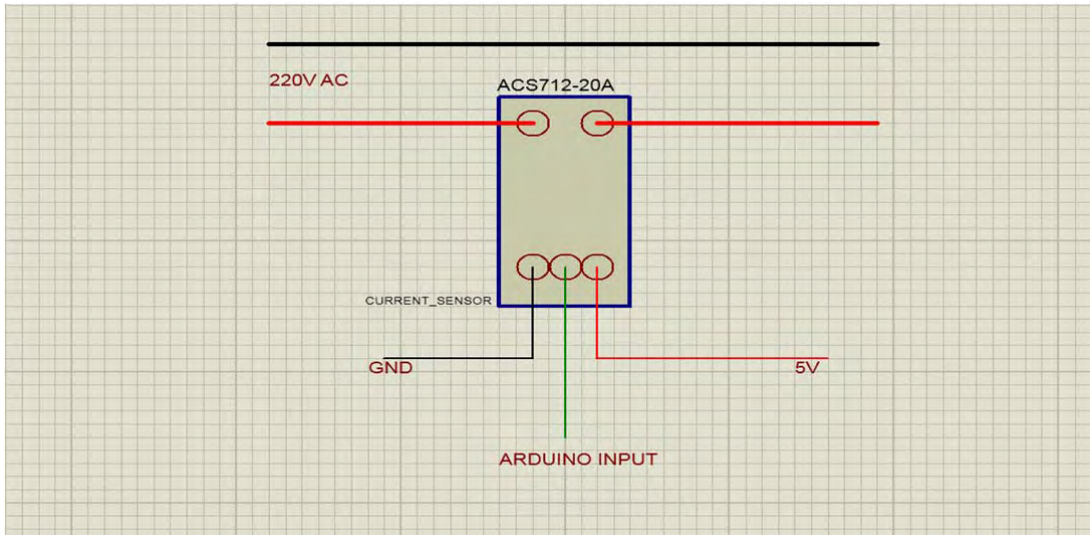 220V AC
ACS712-20A
CURRENT_SENSOR
GND
5V
ARDUINO INPUT